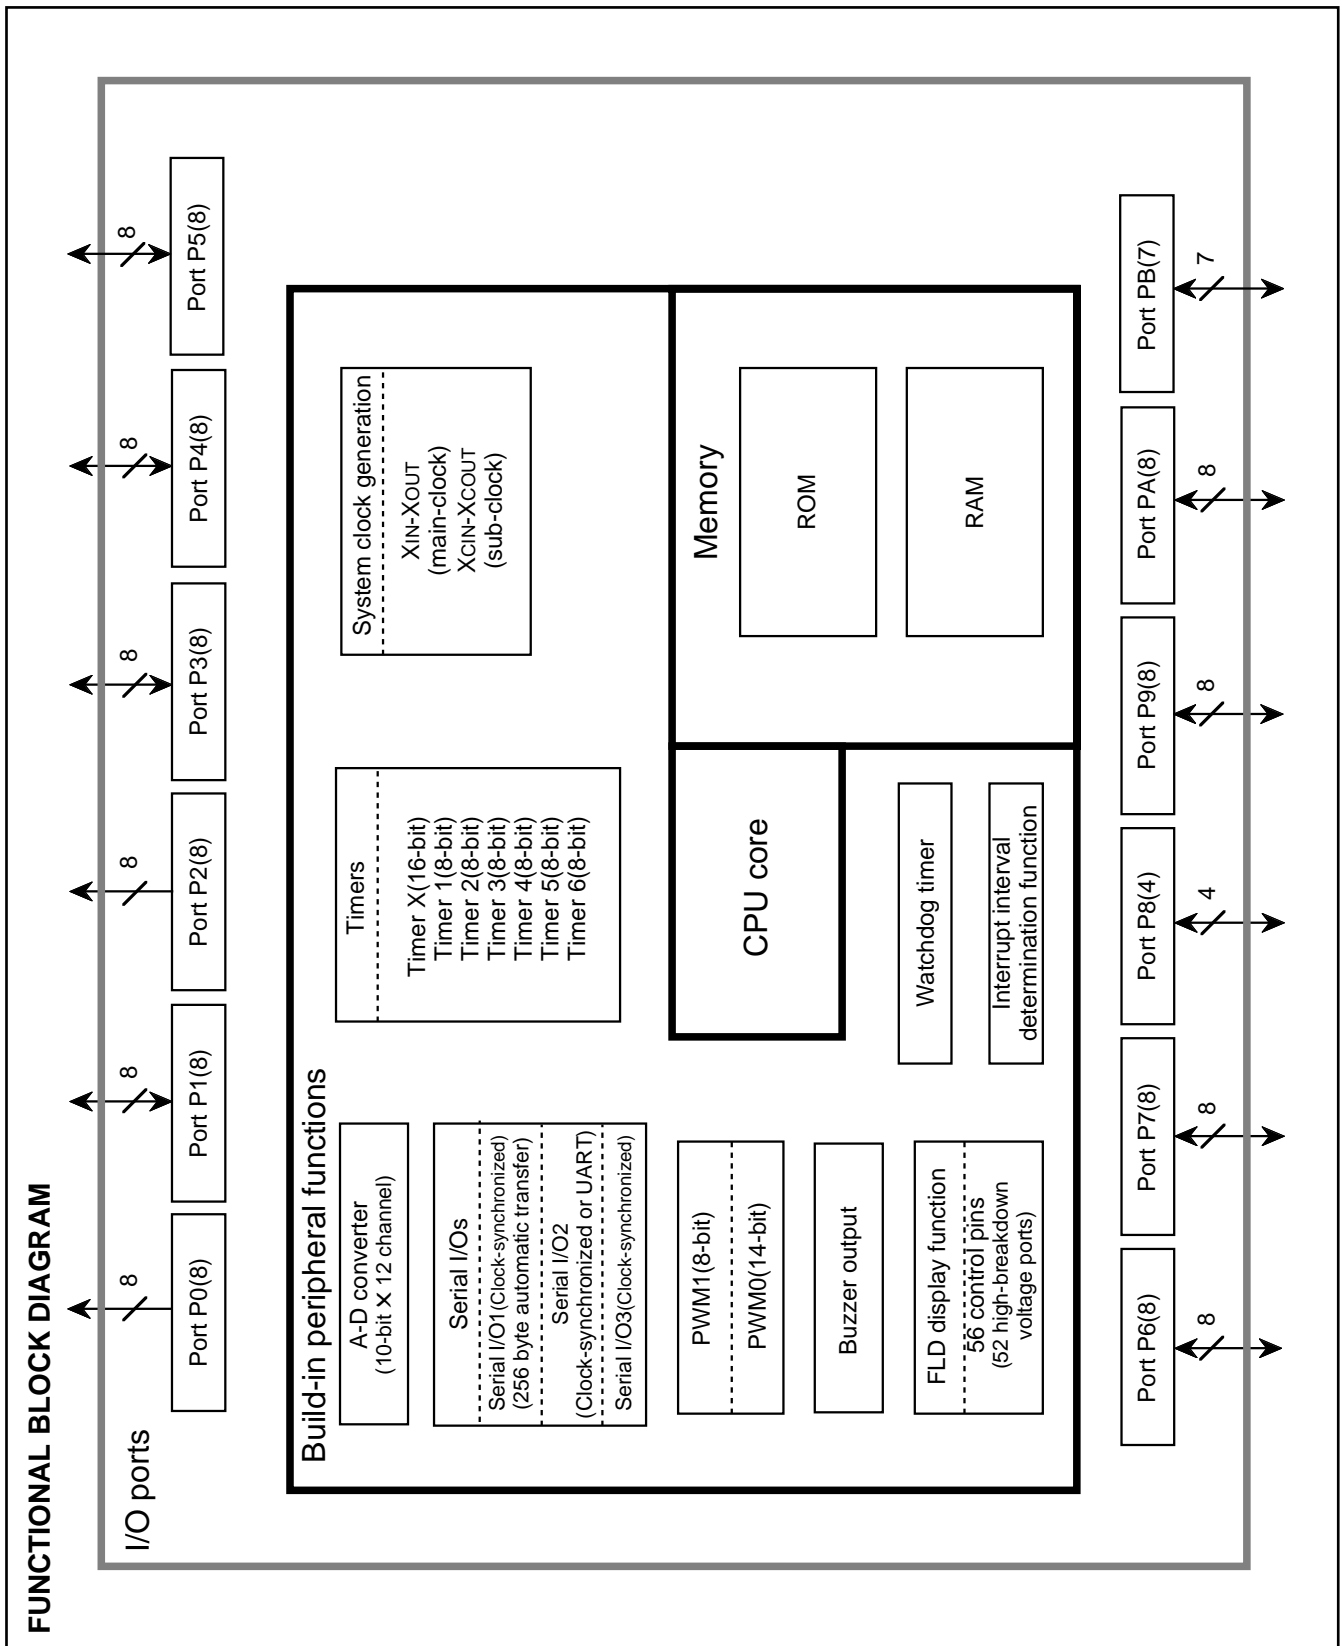 FUNCTIONAL BLOCK DIAGRAM
I/O ports
8
8
8
8
8
8
Port P0(8)
Port P1(8)
Port P2(8)
Port P3(8)
Port P4(8)
Port P5(8)
Build-in peripheral functions
A-D converter
(10-bit × 12 channel)
Serial I/Os
Serial I/O1(Clock-synchronized)
(256 byte automatic transfer)
Serial I/O2
(Clock-synchronized or UART)
Serial I/O3(Clock-synchronized)
PWM1(8-bit)
PWM0(14-bit)
Buzzer output
FLD display function
56 control pins
(52 high-breakdown
voltage ports)
Timers
Timer X(16-bit)
Timer 1(8-bit)
Timer 2(8-bit)
Timer 3(8-bit)
Timer 4(8-bit)
Timer 5(8-bit)
Timer 6(8-bit)
System clock generation
XIN-XOUT
(main-clock)
XCIN-XCOUT
(sub-clock)
CPU core
Watchdog timer
Interrupt interval
determination function
Memory
ROM
RAM
Port P6(8)
Port P7(8)
Port P8(4)
Port P9(8)
Port PA(8)
Port PB(7)
8
8
4
8
8
7